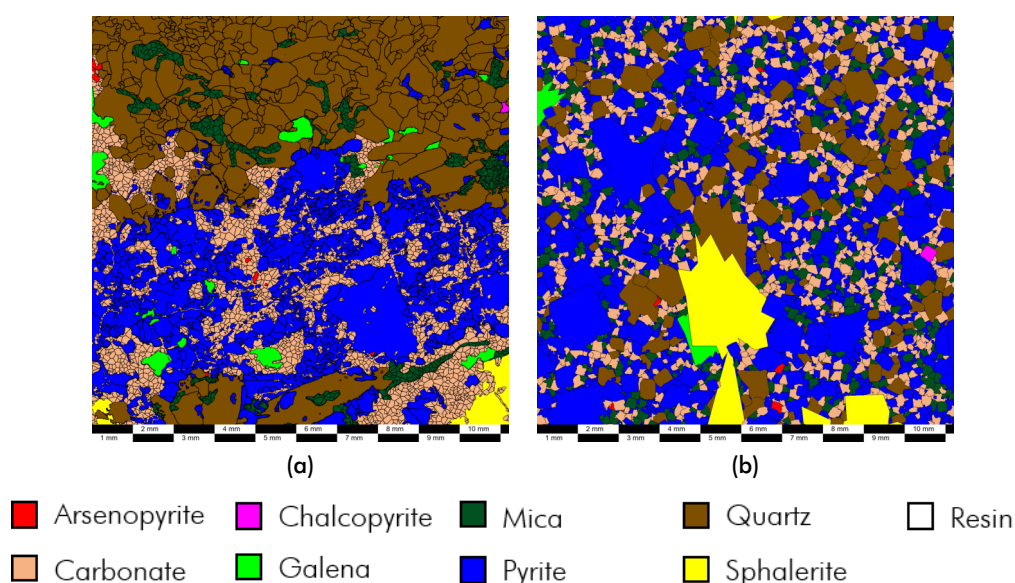 2 mm 4 mm 6 mm 8 mm 10 mm
1 mm 3 mm 5 mm 7 mm 9 mm
2 mm 4 mm 6 mm 8 mm 10 mm
1 mm 3 mm 5 mm 7 mm 9 mm
(a) (b)
Arsenopyrite Chalcopyrite Mica Quartz Resin
Carbonate Galena Pyrite Sphalerite